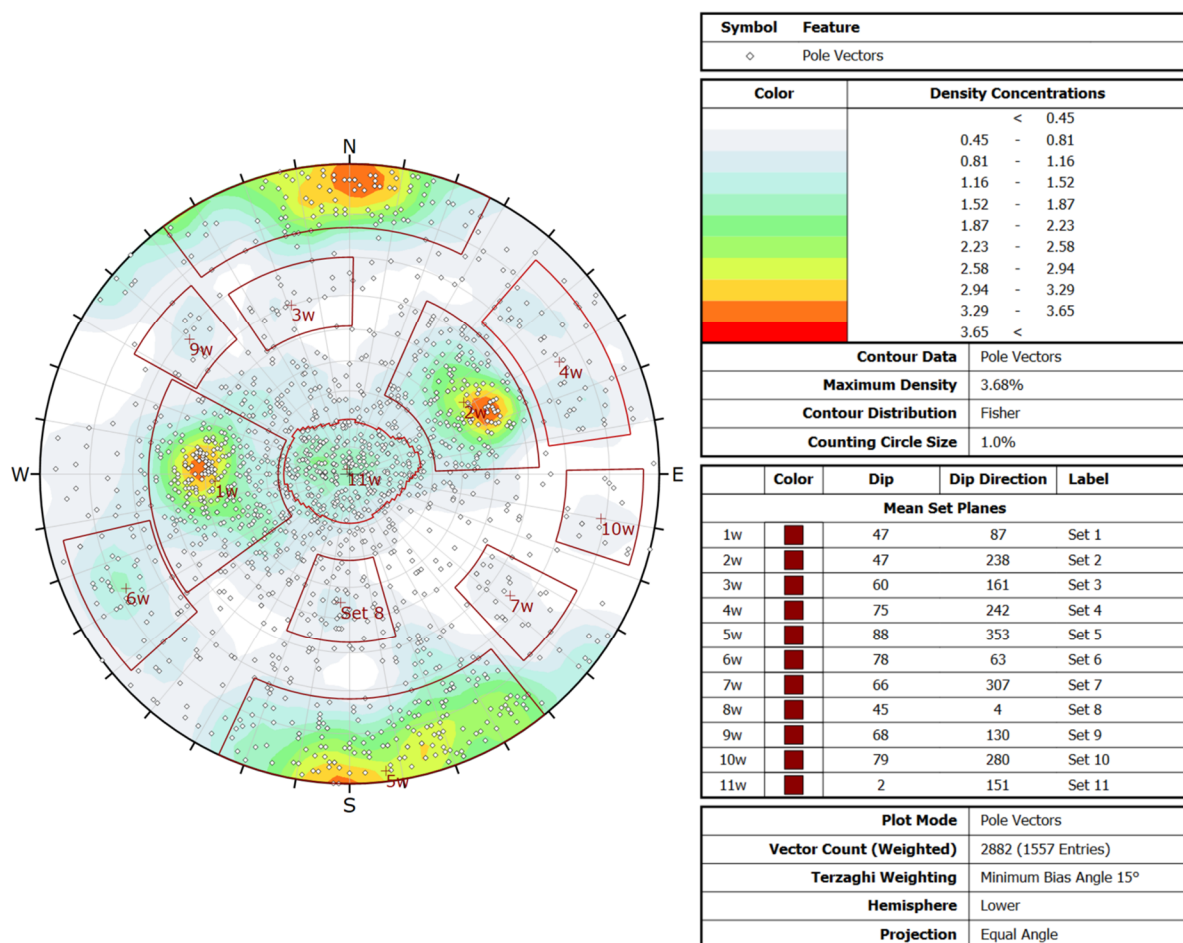 N
W
E
S
3w
9w
4w
2w
1w
11w
10w
6w
7w
Set 8
5w
Symbol Feature
Pole Vectors
Color Density Concentrations
< 0.45
0.45 - 0.81
0.81 - 1.16
1.16 - 1.52
1.52 - 1.87
1.87 - 2.23
2.23 - 2.58
2.58 - 2.94
2.94 - 3.29
3.29 - 3.65
3.65 <
Contour Data Pole Vectors
Maximum Density 3.68%
Contour Distribution Fisher
Counting Circle Size 1.0%
Color Dip Dip Direction Label
Mean Set Planes
1w 47 87 Set 1
2w 47 238 Set 2
3w 60 161 Set 3
4w 75 242 Set 4
5w 88 353 Set 5
6w 78 63 Set 6
7w 66 307 Set 7
8w 45 4 Set 8
9w 68 130 Set 9
10w 79 280 Set 10
11w 2 151 Set 11
Plot Mode Pole Vectors
Vector Count (Weighted) 2882 (1557 Entries)
Terzaghi Weighting Minimum Bias Angle 15°
Hemisphere Lower
Projection Equal Angle